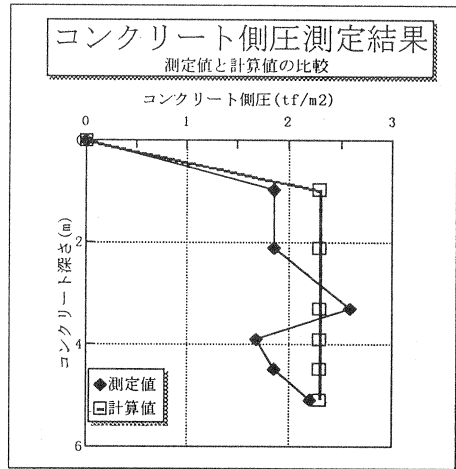 コンクリート側圧測定結果
測定値と計算値の比較
コンクリート側圧(tf/m2)
0 1 2 3
コンクリート深さ(m)
2
4
6
測定値
計算値